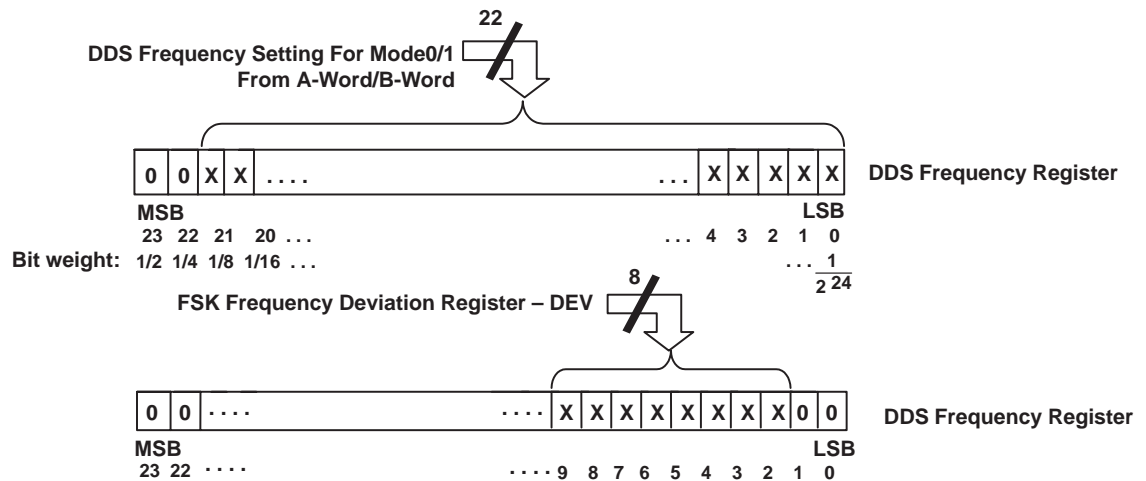 22
DDS Frequency Setting For Mode0/1
From A-Word/B-Word
0 0 X X . . . . . . . X X X X X DDS Frequency Register
MSB LSB
23 22 21 20 . . . . . . 4 3 2 1 0
Bit weight: 1/2 1/4 1/8 1/16 . . . . . . 1
2 24
8
FSK Frequency Deviation Register – DEV
0 0 . . . . . . . . X X X X X X X X 0 0 DDS Frequency Register
MSB LSB
23 22 . . . . . . . . 9 8 7 6 5 4 3 2 1 0